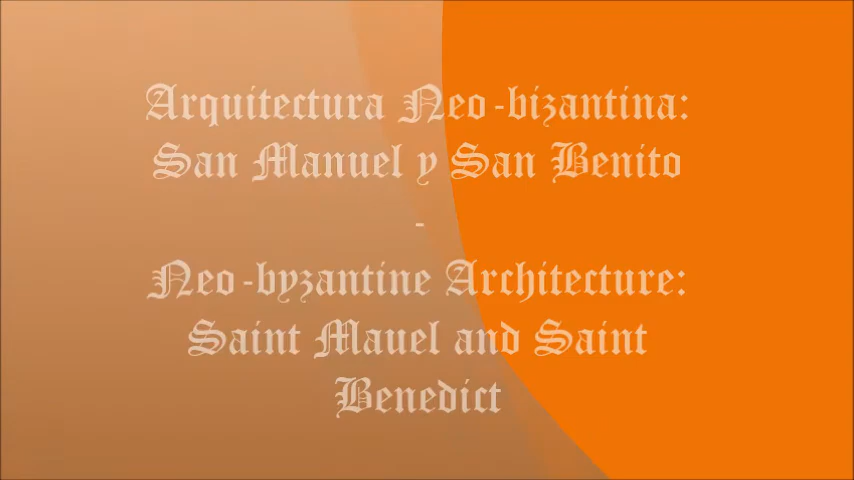 Arquitectura Neo-bizantina:
San Manuel y San Benito
-
Neo-byzantine Architecture:
Saint Mauel and Saint
Benedict